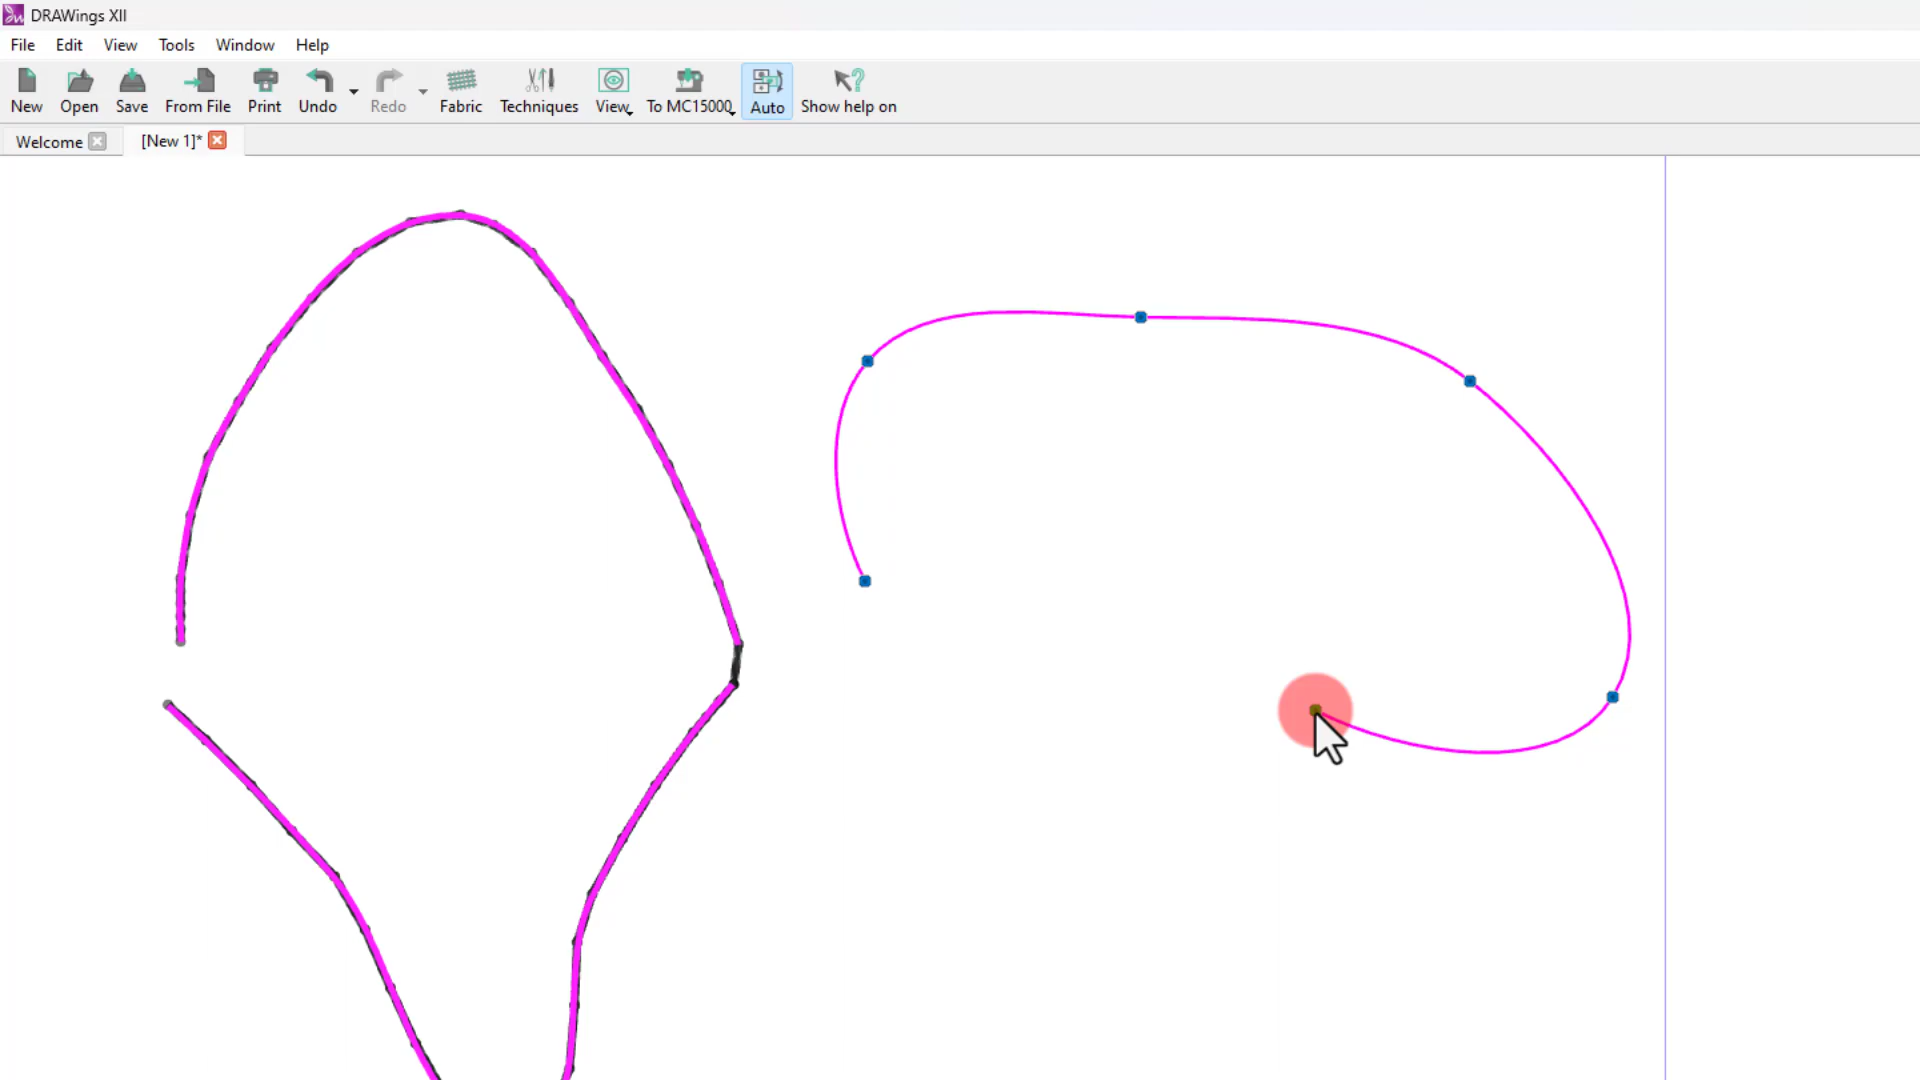 DRAWings XII
File Edit View Tools Window Help
New Open Save From File Print Undo Redo Fabric Techniques View To MC15000 Auto Show help on
Welcome [New 1]*